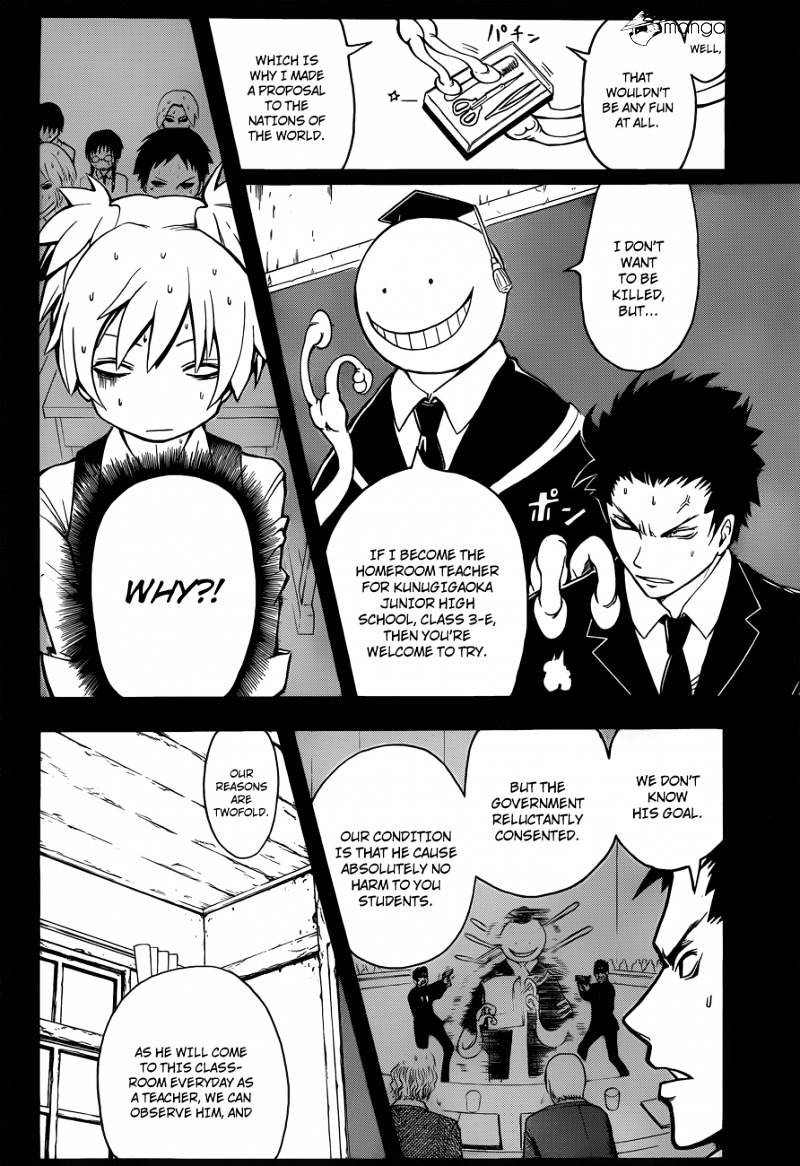 manga
パチン
WELL,
THAT
WOULDN'T
BE ANY FUN
AT ALL.
WHICH IS
WHY I MADE
A PROPOSAL
TO THE
NATIONS OF
THE WORLD.
I DON'T
WANT
TO BE
KILLED,
BUT...
ポン
IF I BECOME THE
HOMEROOM TEACHER
FOR KUNUGIGAOKA
JUNIOR HIGH
SCHOOL, CLASS 3-E,
THEN YOU'RE
WELCOME TO TRY.
WHY?!
WE DON'T
KNOW
HIS GOAL.
BUT THE
GOVERNMENT
RELUCTANTLY
CONSENTED.
OUR CONDITION
IS THAT HE CAUSE
ABSOLUTELY NO
HARM TO YOU
STUDENTS.
OUR
REASONS
ARE
TWOFOLD.
AS HE WILL COME
TO THIS CLASS-
ROOM EVERYDAY AS
A TEACHER, WE CAN
OBSERVE HIM, AND